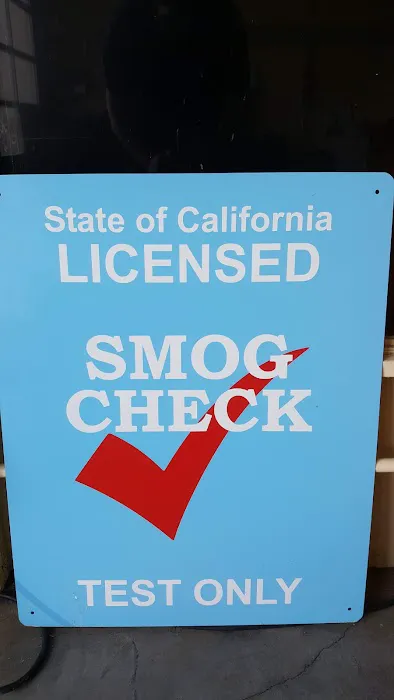 State of California
LICENSED
SMOG
CHECK
TEST ONLY